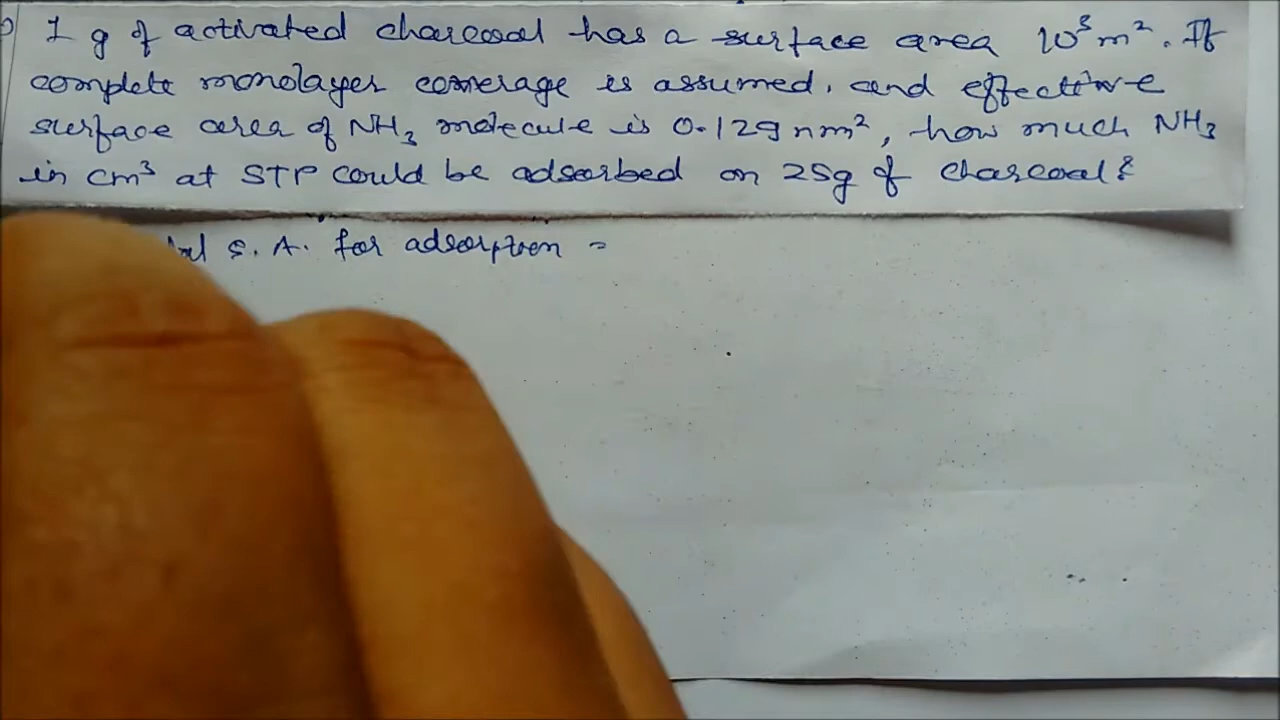 1 g of activated charcoal has a surface area 10³ m². If
complete monolayer coverage is assumed, and effective
surface area of NH₃ molecule is 0.129 nm², how much NH₃
in cm³ at STP could be adsorbed on 25g of charcoal?
S. A. for adsorption =